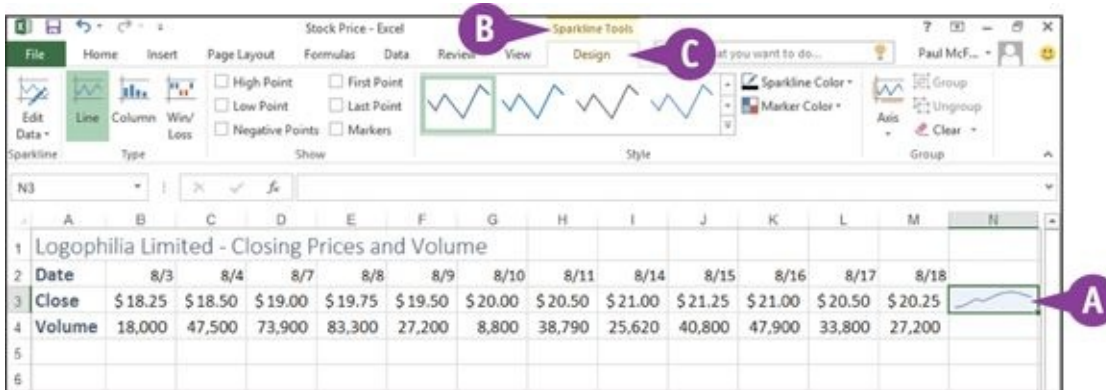 Stock Price - Excel
B
Sparkline Tools
?
File Home Insert Page Layout Formulas Data Review View Design
C
at you want to do...
Paul McF...
Edit Data
Line
Column
Win/Loss
High Point
First Point
Low Point
Last Point
Negative Points
Markers
Sparkline Color
Marker Color
Axis
Group
Ungroup
Clear
Sparkline Type Show Style Group
N3 fx
A B C D E F G H I J K L M N
1 Logophilia Limited - Closing Prices and Volume
2 Date 8/3 8/4 8/7 8/8 8/9 8/10 8/11 8/14 8/15 8/16 8/17 8/18
3 Close $18.25 $18.50 $19.00 $19.75 $19.50 $20.00 $20.50 $21.00 $21.25 $21.00 $20.50 $20.25
A
4 Volume 18,000 47,500 73,900 83,300 27,200 8,800 38,790 25,620 40,800 47,900 33,800 27,200
5
6